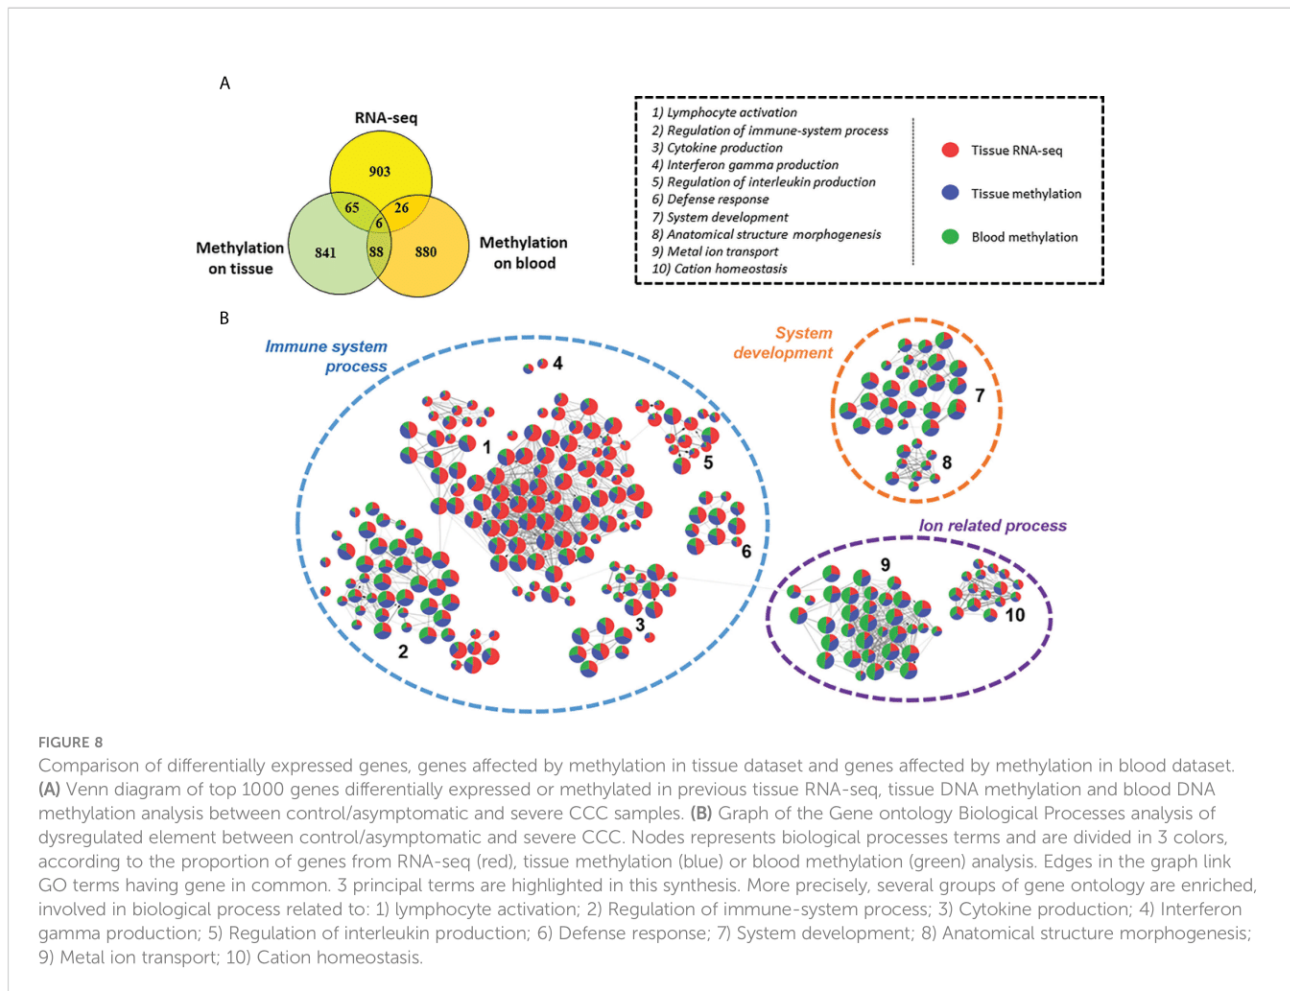 A
RNA-seq
903
65
26
6
Methylation
on tissue
841
88
880
Methylation
on blood
1) Lymphocyte activation
2) Regulation of immune-system process
3) Cytokine production
4) Interferon gamma production
5) Regulation of interleukin production
6) Defense response
7) System development
8) Anatomical structure morphogenesis
9) Metal ion transport
10) Cation homeostasis
Tissue RNA-seq
Tissue methylation
Blood methylation
B
Immune system
process
4
1
5
6
3
2
System
development
7
8
Ion related process
9
10
FIGURE 8
Comparison of differentially expressed genes, genes affected by methylation in tissue dataset and genes affected by methylation in blood dataset.
(A) Venn diagram of top 1000 genes differentially expressed or methylated in previous tissue RNA-seq, tissue DNA methylation and blood DNA
methylation analysis between control/asymptomatic and severe CCC samples. (B) Graph of the Gene ontology Biological Processes analysis of
dysregulated element between control/asymptomatic and severe CCC. Nodes represents biological processes terms and are divided in 3 colors,
according to the proportion of genes from RNA-seq (red), tissue methylation (blue) or blood methylation (green) analysis. Edges in the graph link
GO terms having gene in common. 3 principal terms are highlighted in this synthesis. More precisely, several groups of gene ontology are enriched,
involved in biological process related to: 1) lymphocyte activation; 2) Regulation of immune-system process; 3) Cytokine production; 4) Interferon
gamma production; 5) Regulation of interleukin production; 6) Defense response; 7) System development; 8) Anatomical structure morphogenesis;
9) Metal ion transport; 10) Cation homeostasis.